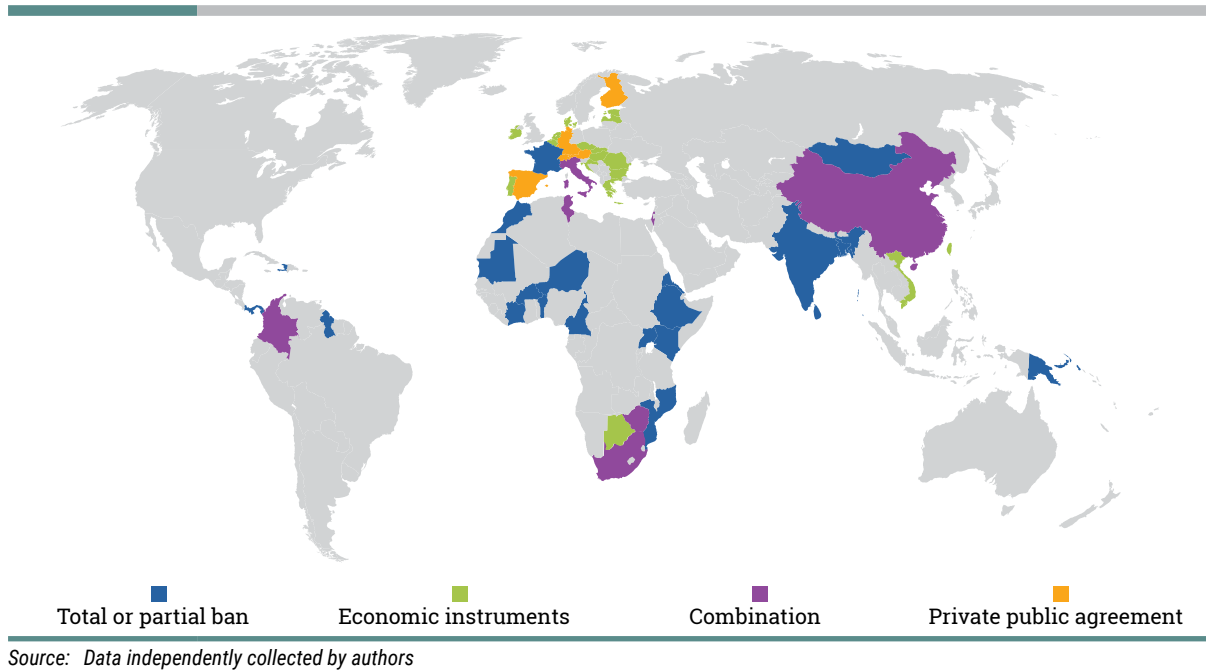 Total or partial ban
Economic instruments
Combination
Private public agreement
Source: Data independently collected by authors